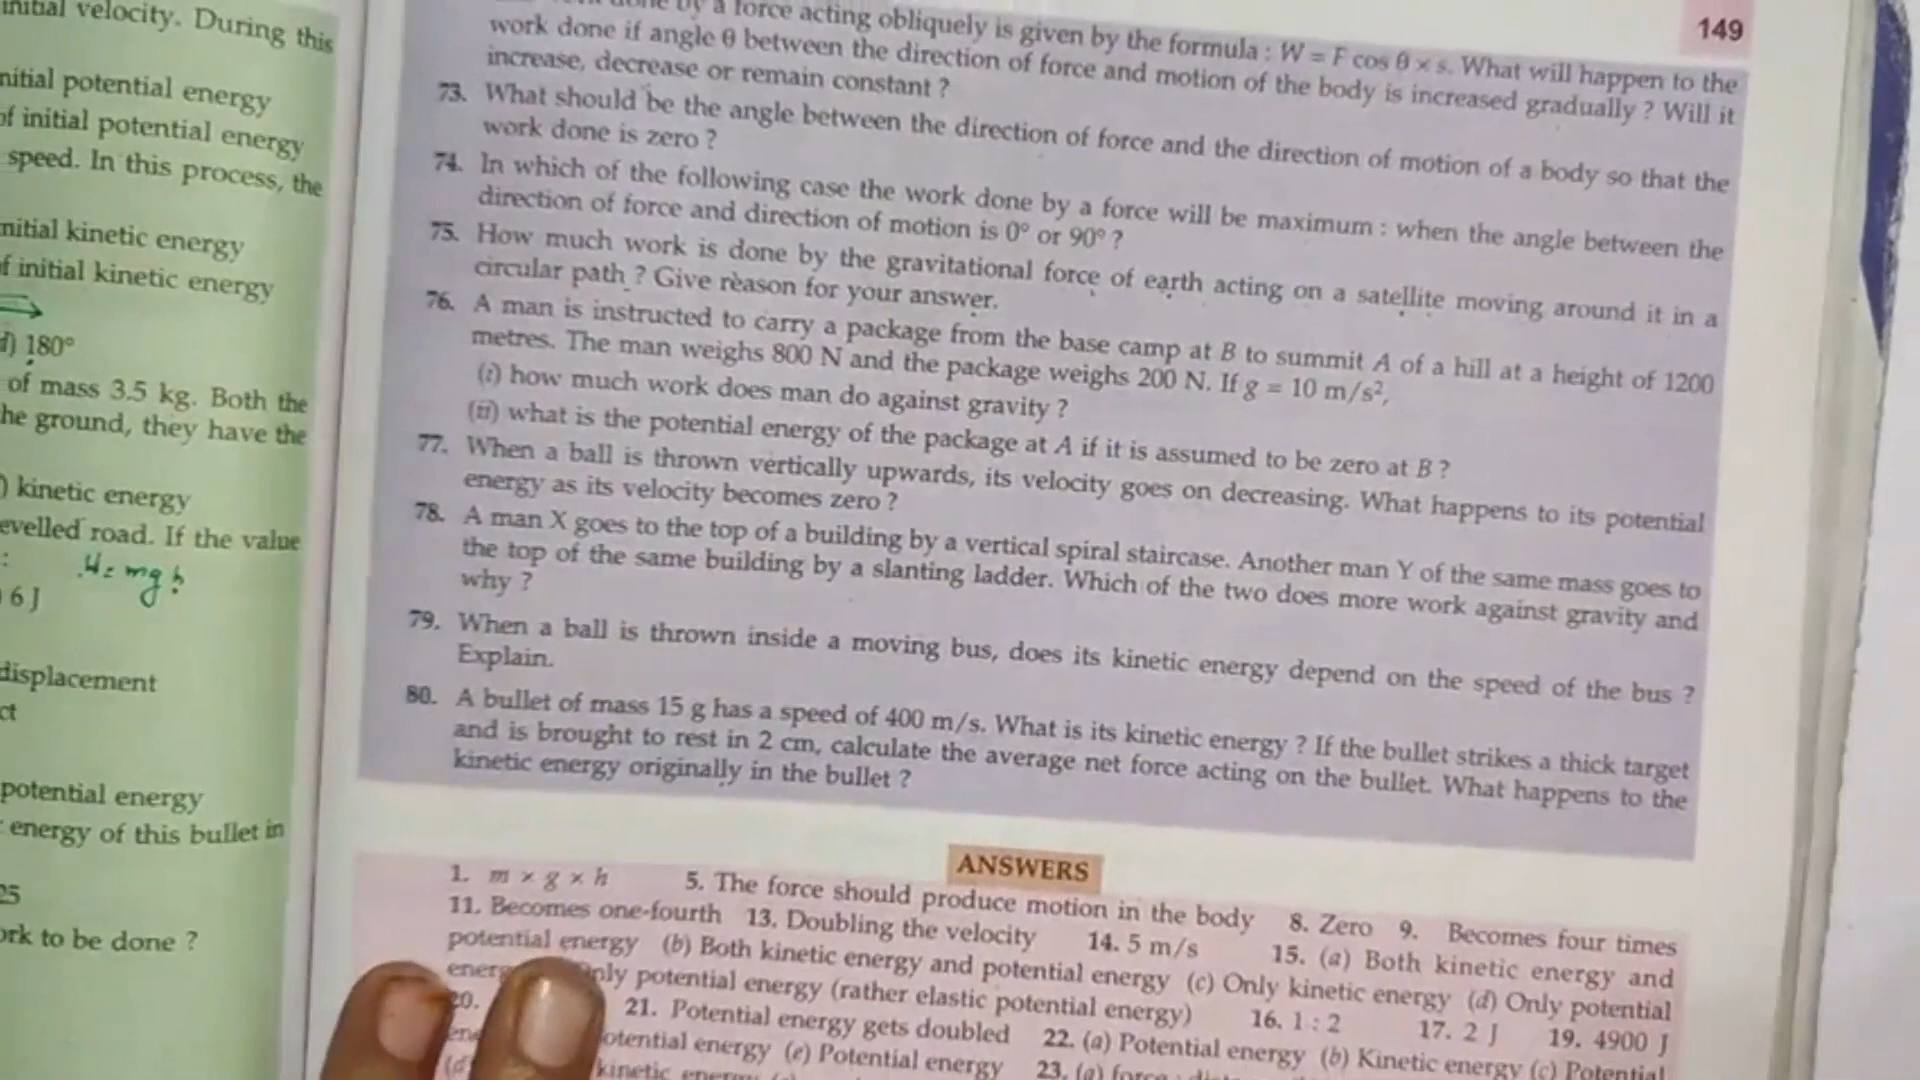 initial velocity. During this
nitial potential energy
of initial potential energy
speed. In this process, the
nitial kinetic energy
f initial kinetic energy
d) 180°
of mass 3.5 kg. Both the
he ground, they have the
) kinetic energy
evelled road. If the value
:
W = mgh
6 J
displacement
ct
potential energy
energy of this bullet in
25
ork to be done ?
149
by a force acting obliquely is given by the formula : W = F cos θ × s. What will happen to the
work done if angle θ between the direction of force and motion of the body is increased gradually ? Will it
increase, decrease or remain constant ?
73. What should be the angle between the direction of force and the direction of motion of a body so that the
work done is zero ?
74. In which of the following case the work done by a force will be maximum : when the angle between the
direction of force and direction of motion is 0° or 90° ?
75. How much work is done by the gravitational force of earth acting on a satellite moving around it in a
circular path ? Give reason for your answer.
76. A man is instructed to carry a package from the base camp at B to summit A of a hill at a height of 1200
metres. The man weighs 800 N and the package weighs 200 N. If g = 10 m/s²,
(i) how much work does man do against gravity ?
(ii) what is the potential energy of the package at A if it is assumed to be zero at B ?
77. When a ball is thrown vertically upwards, its velocity goes on decreasing. What happens to its potential
energy as its velocity becomes zero ?
78. A man X goes to the top of a building by a vertical spiral staircase. Another man Y of the same mass goes to
the top of the same building by a slanting ladder. Which of the two does more work against gravity and
why ?
79. When a ball is thrown inside a moving bus, does its kinetic energy depend on the speed of the bus ?
Explain.
80. A bullet of mass 15 g has a speed of 400 m/s. What is its kinetic energy ? If the bullet strikes a thick target
and is brought to rest in 2 cm, calculate the average net force acting on the bullet. What happens to the
kinetic energy originally in the bullet ?
ANSWERS
1. m × g × h 5. The force should produce motion in the body 8. Zero 9. Becomes four times
11. Becomes one-fourth 13. Doubling the velocity 14. 5 m/s 15. (a) Both kinetic energy and
potential energy (b) Both kinetic energy and potential energy (c) Only kinetic energy (d) Only potential
only potential energy (rather elastic potential energy) 16. 1 : 2 17. 2 J 19. 4900 J
20. 21. Potential energy gets doubled 22. (a) Potential energy (b) Kinetic energy (c) Potential
otential energy (e) Potential energy 23. (a) force
kinetic